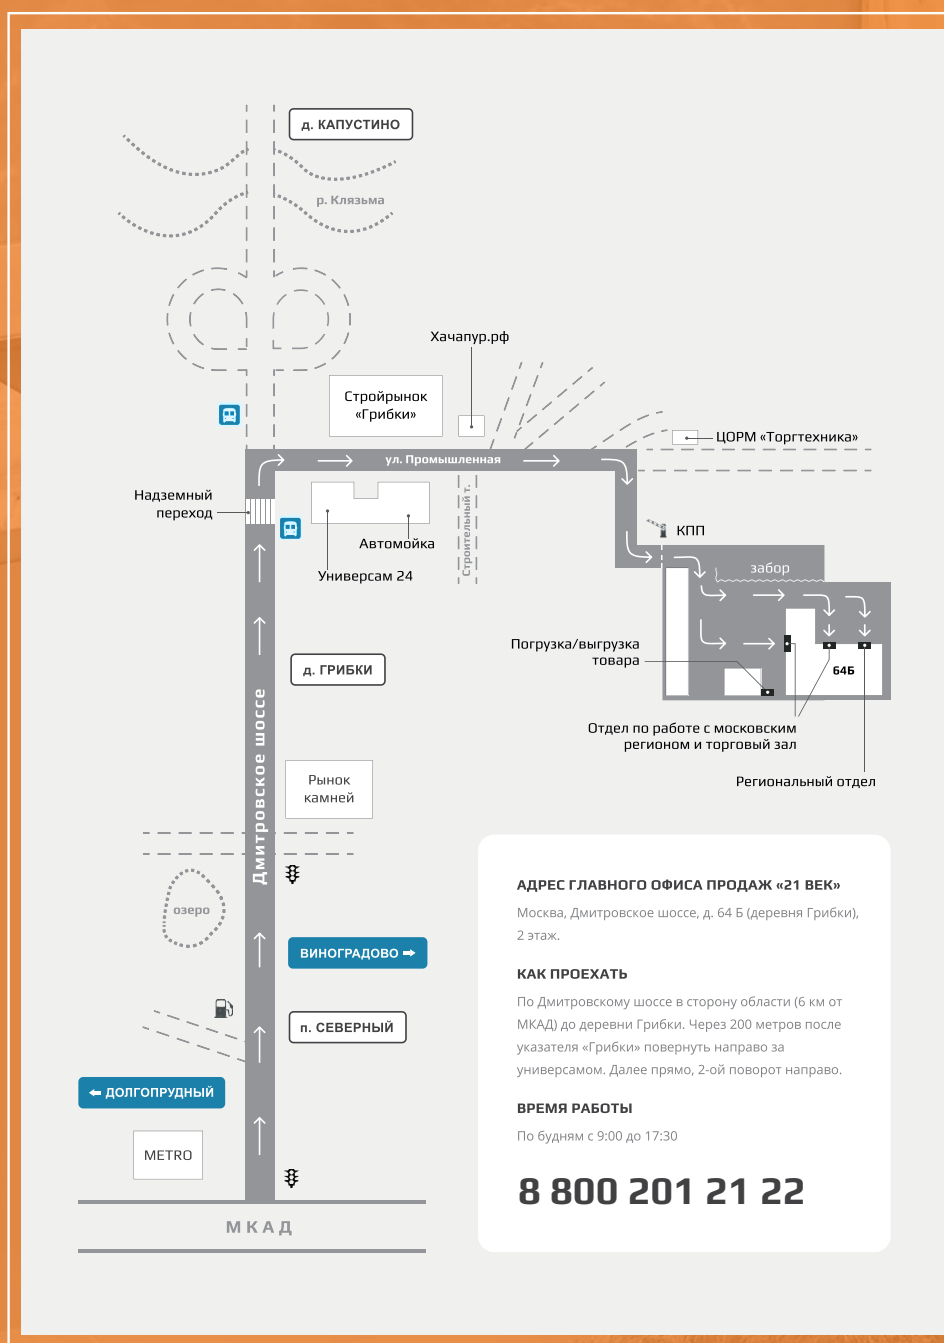 д. КАПУСТИНО
р. Клязьма
Хачапур.рф
Стройрынок
«Грибки»
ЦОРМ «Торгтехника»
ул. Промышленная
Надземный
переход
Строительный т.
КПП
Автомойка
Универсам 24
забор
Погрузка/выгрузка
товара
64Б
д. ГРИБКИ
Отдел по работе с московским
регионом и торговый зал
Региональный отдел
Дмитровское шоссе
Рынок
камней
озеро
ВИНОГРАДОВО
п. СЕВЕРНЫЙ
ДОЛГОПРУДНЫЙ
METRO
МКАД
АДРЕС ГЛАВНОГО ОФИСА ПРОДАЖ «21 ВЕК»
Москва, Дмитровское шоссе, д. 64 Б (деревня Грибки),
2 этаж.
КАК ПРОЕХАТЬ
По Дмитровскому шоссе в сторону области (6 км от
МКАД) до деревни Грибки. Через 200 метров после
указателя «Грибки» повернуть направо за
универсамом. Далее прямо, 2-ой поворот направо.
ВРЕМЯ РАБОТЫ
По будням с 9:00 до 17:30
8 800 201 21 22